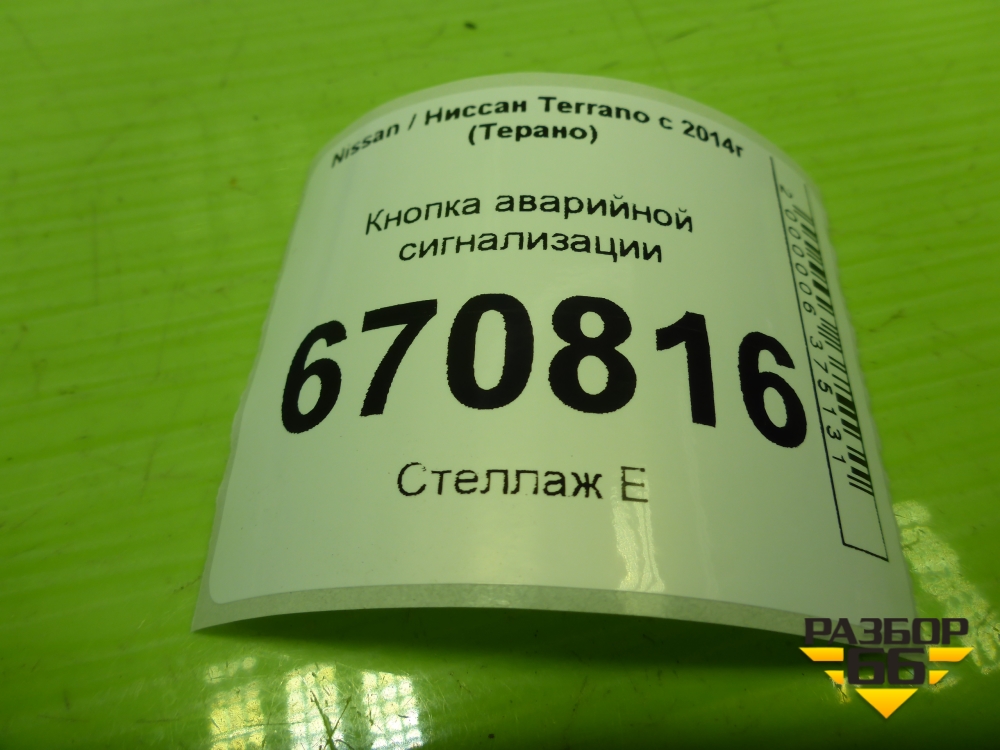 Nissan / Ниссан Terrano с 2014г
(Терано)
Кнопка аварийной
сигнализации
670816
Стеллаж Е
2000006375131
РАЗБОР
66